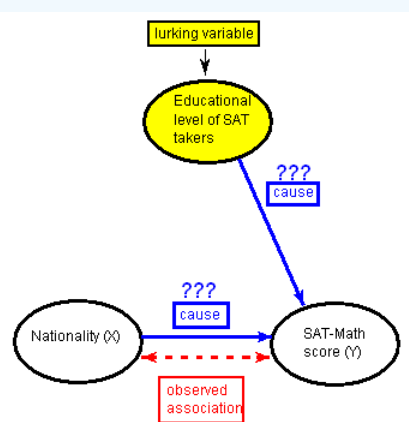 lurking variable
Educational
level of SAT
takers
???
cause
???
cause
Nationality (X)
SAT-Math
score (Y)
observed
association